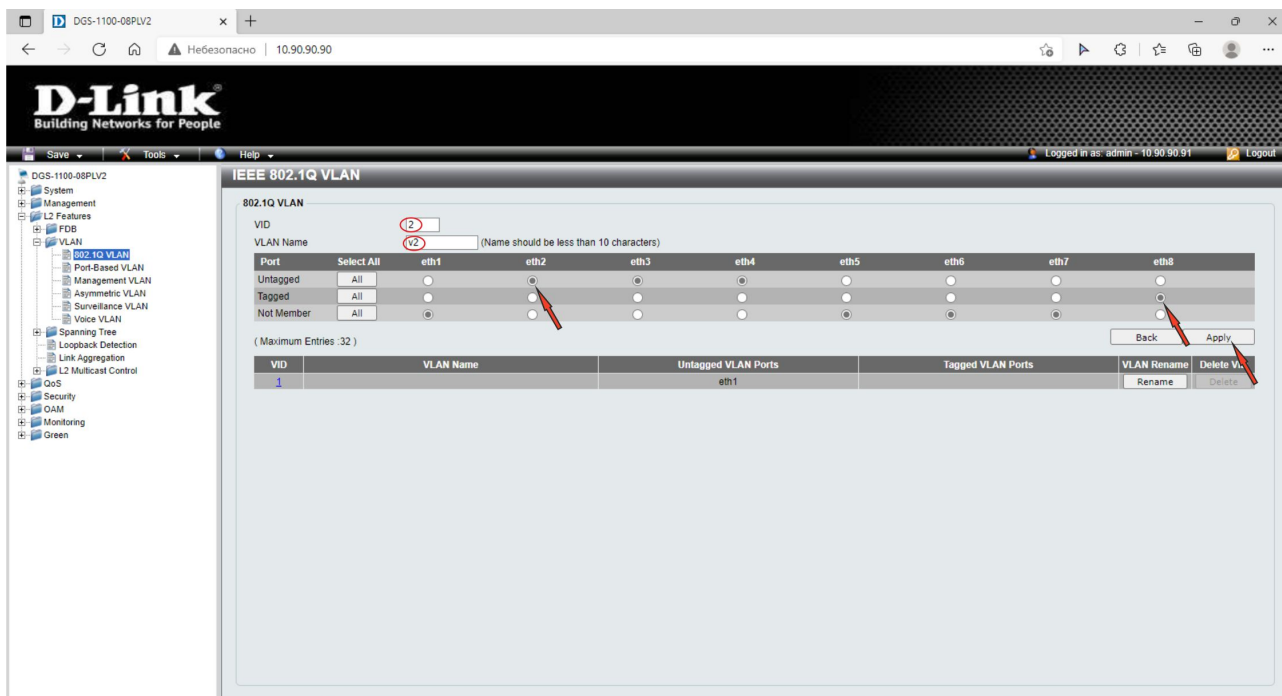 DGS-1100-08PLV2
Небезопасно | 10.90.90.90
D-Link®
Building Networks for People
Save Tools Help Logged in as: admin - 10.90.90.91 Logout
DGS-1100-08PLV2
System
Management
L2 Features
FDB
VLAN
802.1Q VLAN
Port-Based VLAN
Management VLAN
Asymmetric VLAN
Surveillance VLAN
Voice VLAN
Spanning Tree
Loopback Detection
Link Aggregation
L2 Multicast Control
QoS
Security
OAM
Monitoring
Green
IEEE 802.1Q VLAN
802.1Q VLAN
VID 2
VLAN Name v2 (Name should be less than 10 characters)
Port Select All eth1 eth2 eth3 eth4 eth5 eth6 eth7 eth8
Untagged All
Tagged All
Not Member All
( Maximum Entries :32 ) Back Apply
VID VLAN Name Untagged VLAN Ports Tagged VLAN Ports VLAN Rename Delete
1 eth1 Rename Delete